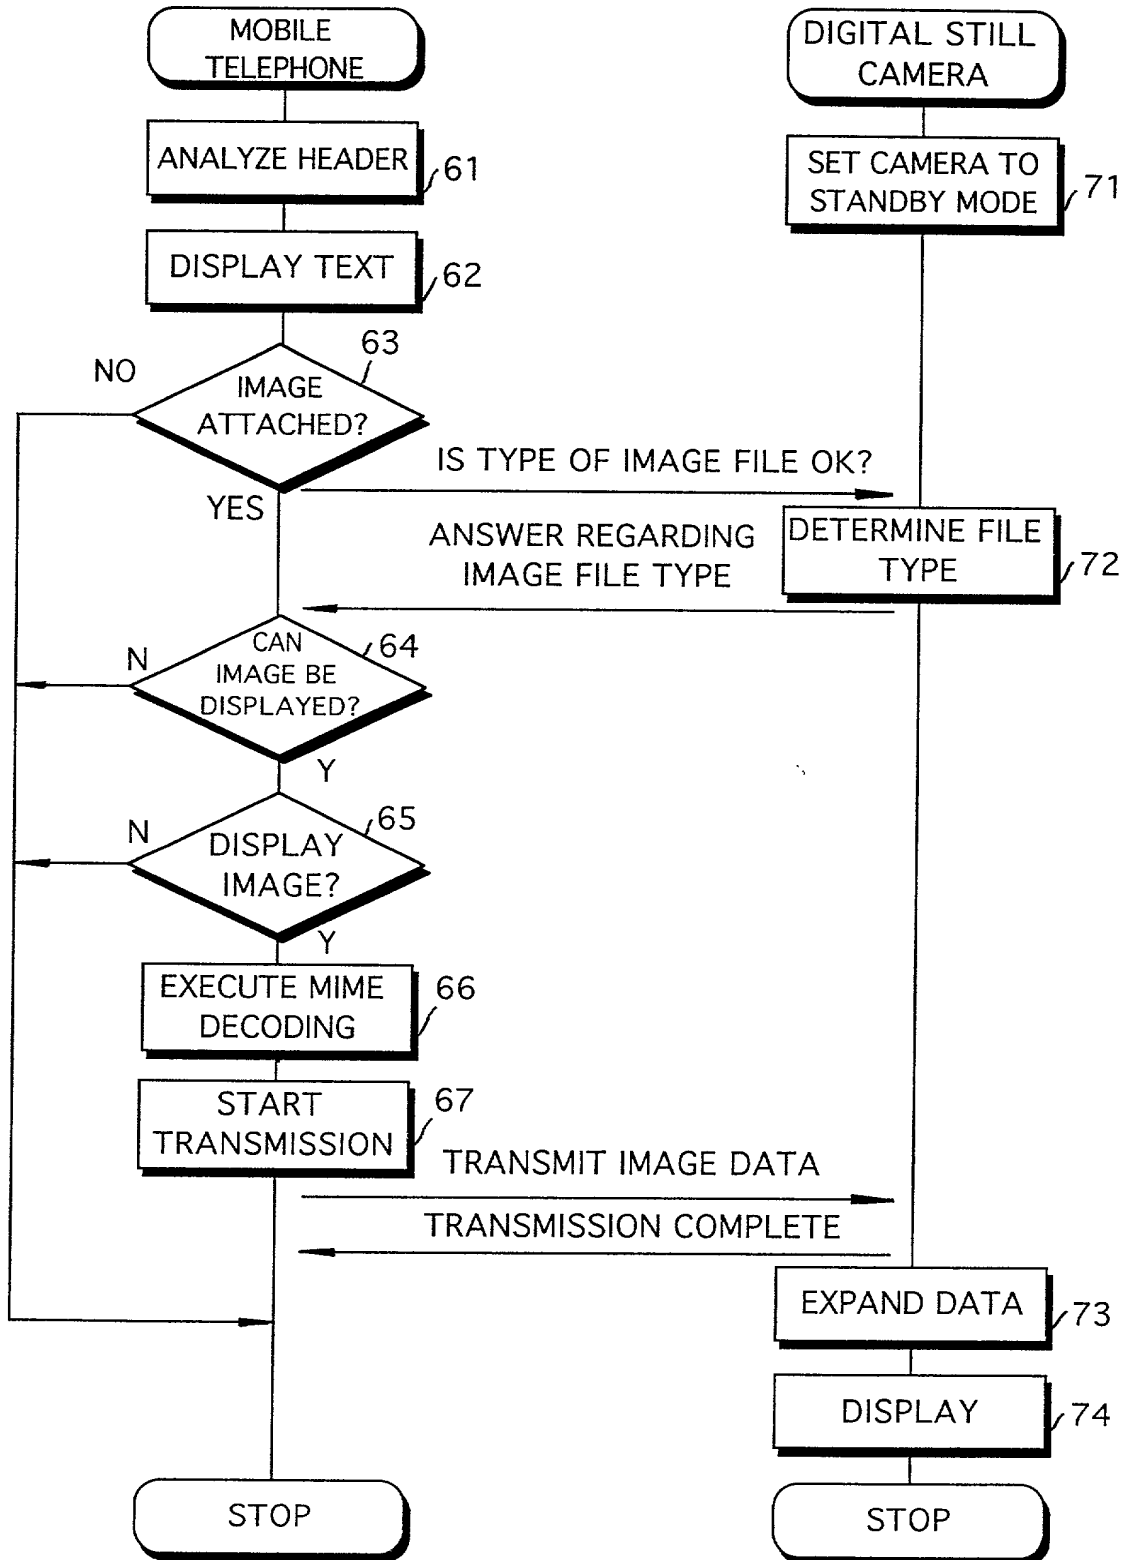 MOBILE
TELEPHONE
ANALYZE HEADER
61
DISPLAY TEXT
62
63
NO
IMAGE
ATTACHED?
YES
IS TYPE OF IMAGE FILE OK?
ANSWER REGARDING
IMAGE FILE TYPE
64
N
CAN
IMAGE BE
DISPLAYED?
Y
65
N
DISPLAY
IMAGE?
Y
EXECUTE MIME
DECODING
66
START
TRANSMISSION
67
TRANSMIT IMAGE DATA
TRANSMISSION COMPLETE
STOP
DIGITAL STILL
CAMERA
SET CAMERA TO
STANDBY MODE
71
DETERMINE FILE
TYPE
72
EXPAND DATA
73
DISPLAY
74
STOP